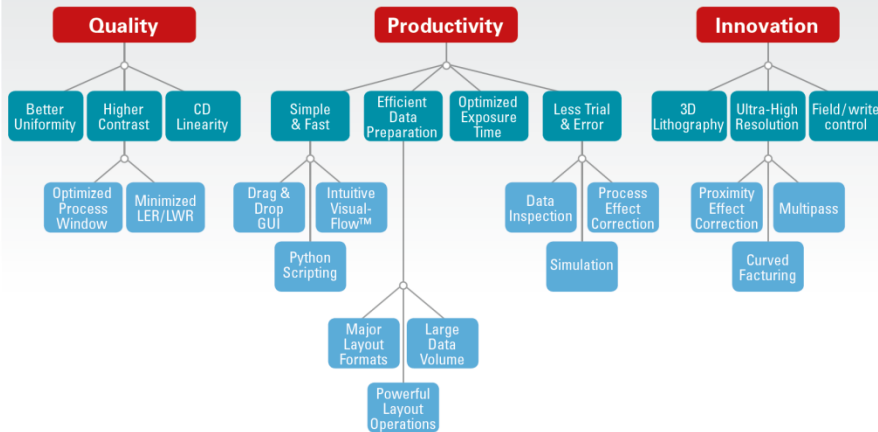 Quality
Productivity
Innovation
Better
Uniformity
Higher
Contrast
CD
Linearity
Simple
& Fast
Efficient
Data
Preparation
Optimized
Exposure
Time
Less Trial
& Error
3D
Lithography
Ultra-High
Resolution
Field/write
control
Optimized
Process
Window
Minimized
LER/LWR
Drag &
Drop
GUI
Intuitive
Visual-
Flow™
Python
Scripting
Data
Inspection
Process
Effect
Correction
Simulation
Proximity
Effect
Correction
Multipass
Curved
Facturing
Major
Layout
Formats
Large
Data
Volume
Powerful
Layout
Operations